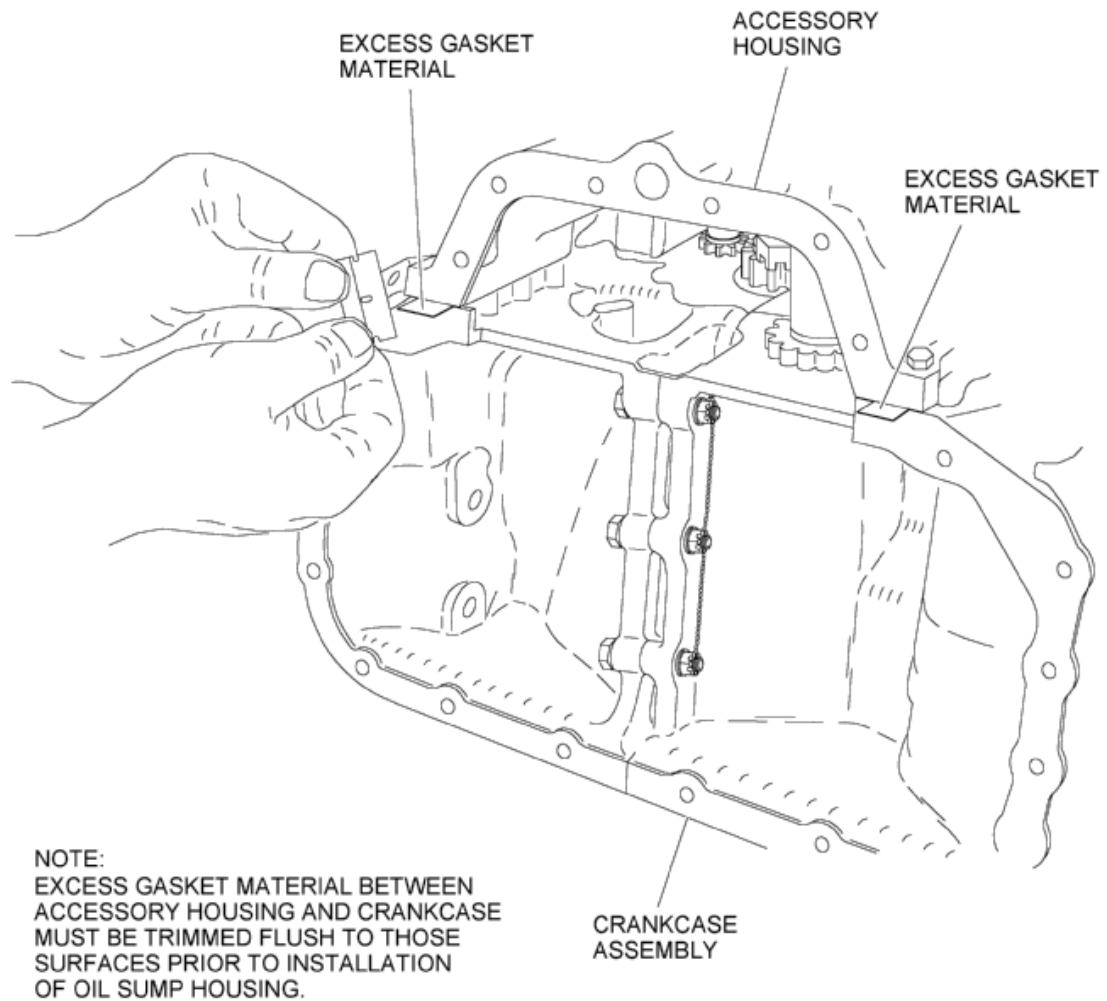 ACCESSORY
HOUSING
EXCESS GASKET
MATERIAL
EXCESS GASKET
MATERIAL
NOTE:
EXCESS GASKET MATERIAL BETWEEN
ACCESSORY HOUSING AND CRANKCASE
MUST BE TRIMMED FLUSH TO THOSE
SURFACES PRIOR TO INSTALLATION
OF OIL SUMP HOUSING.
CRANKCASE
ASSEMBLY